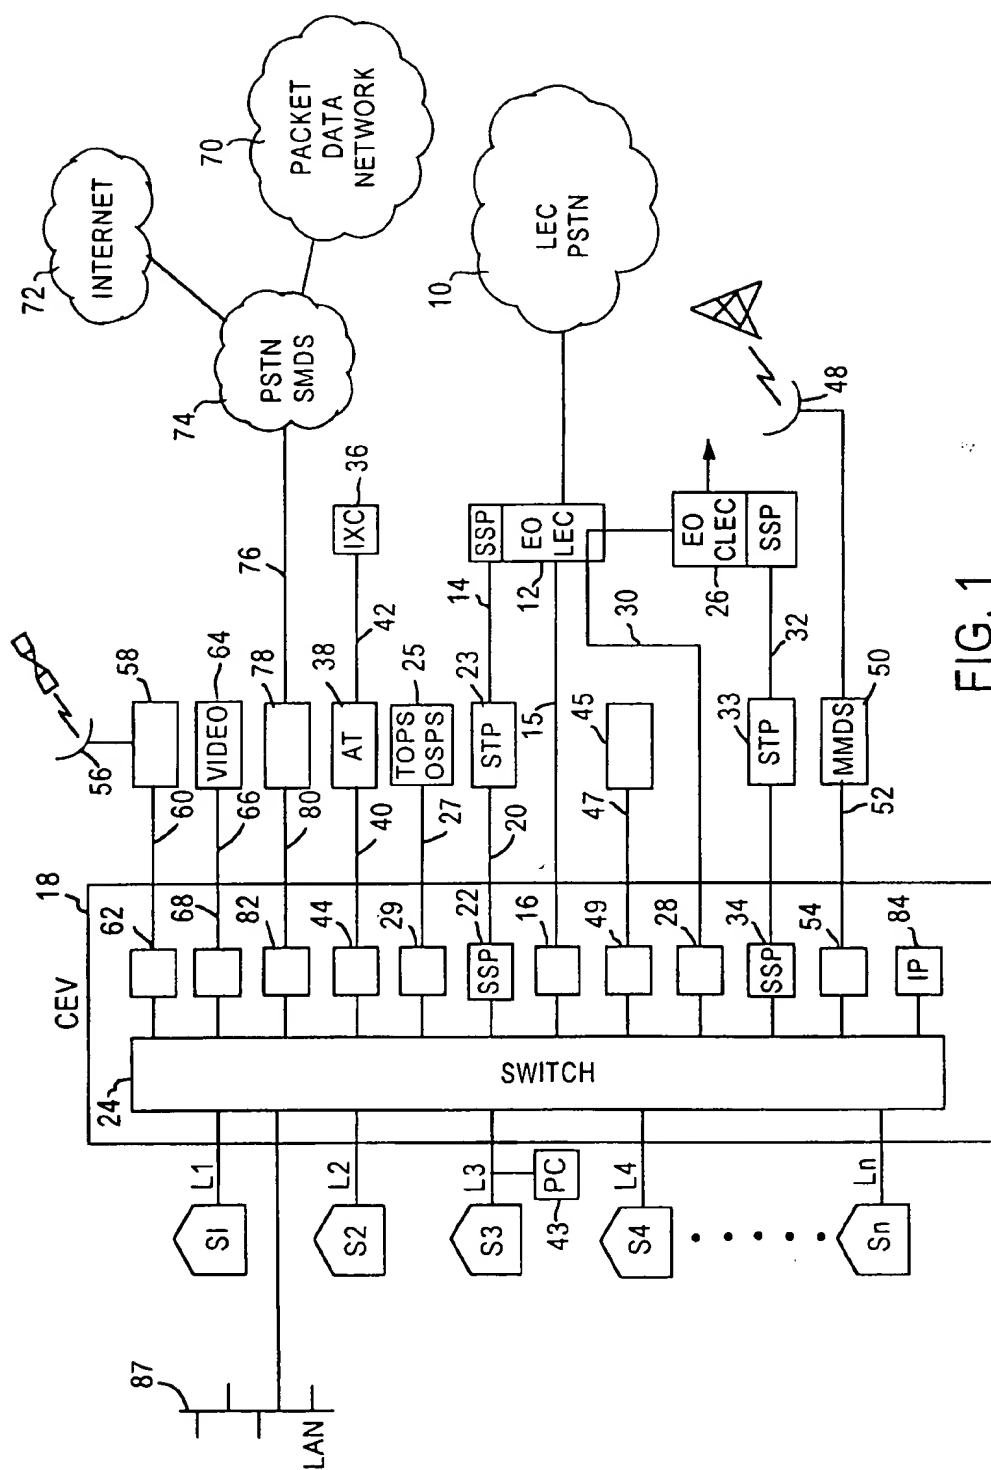 72
INTERNET
70
PACKET
DATA
NETWORK
74
PSTN
SMDS
10
LEC
PSTN
76
36
IXC
42
48
14
SSP
EO
LEC
12
30
EO
CLEC
SSP
26
32
56
58
64
VIDEO
78
38
AT
25
TOPS
OSPS
23
STP
15
45
33
STP
50
MMDS
60
66
80
40
27
20
47
52
18
CEV
62
68
82
44
29
22
SSP
16
49
28
34
SSP
54
84
IP
24
SWITCH
L1
L2
L3
L4
Ln
S1
S2
S3
PC
43
S4
Sn
87
LAN
FIG. 1